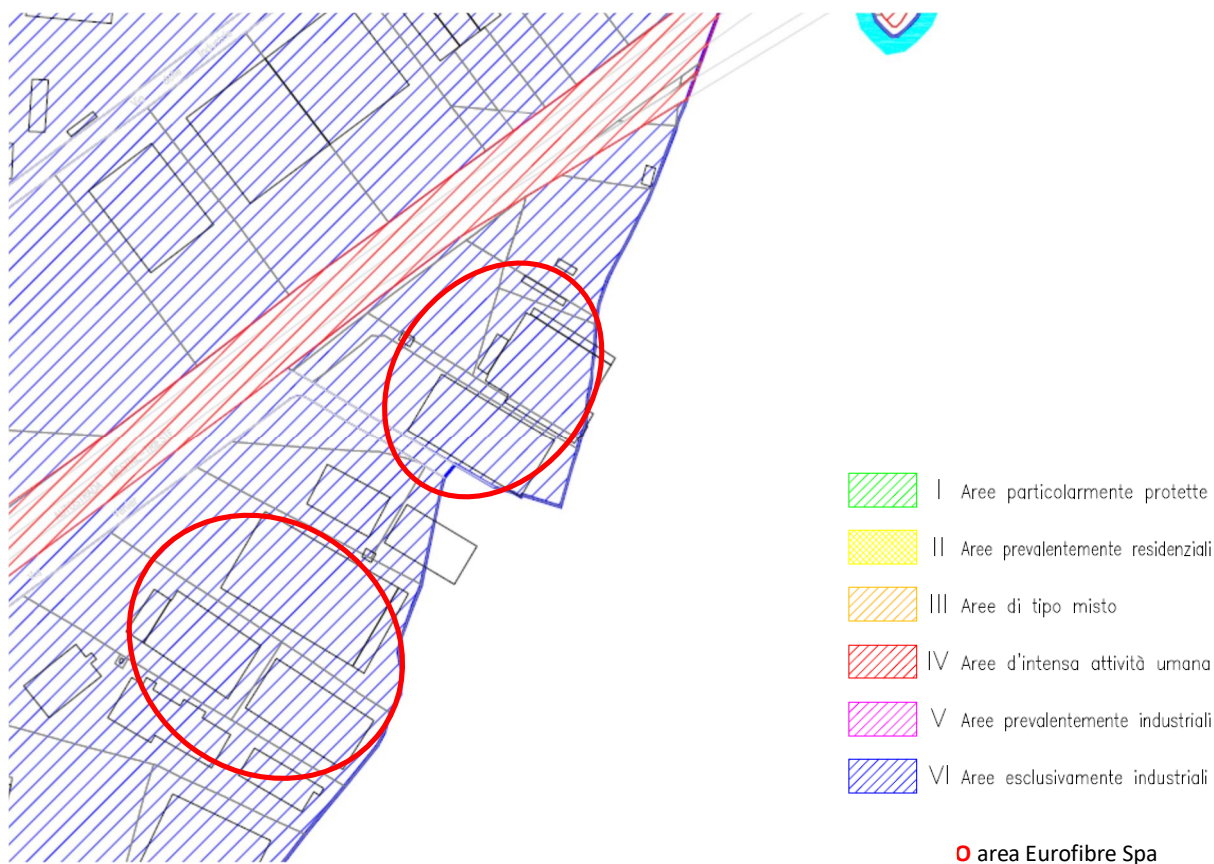 I Aree particolarmente protette
II Aree prevalentemente residenziali
III Aree di tipo misto
IV Aree d'intensa attività umana
V Aree prevalentemente industriali
VI Aree esclusivamente industriali
O area Eurofibre Spa